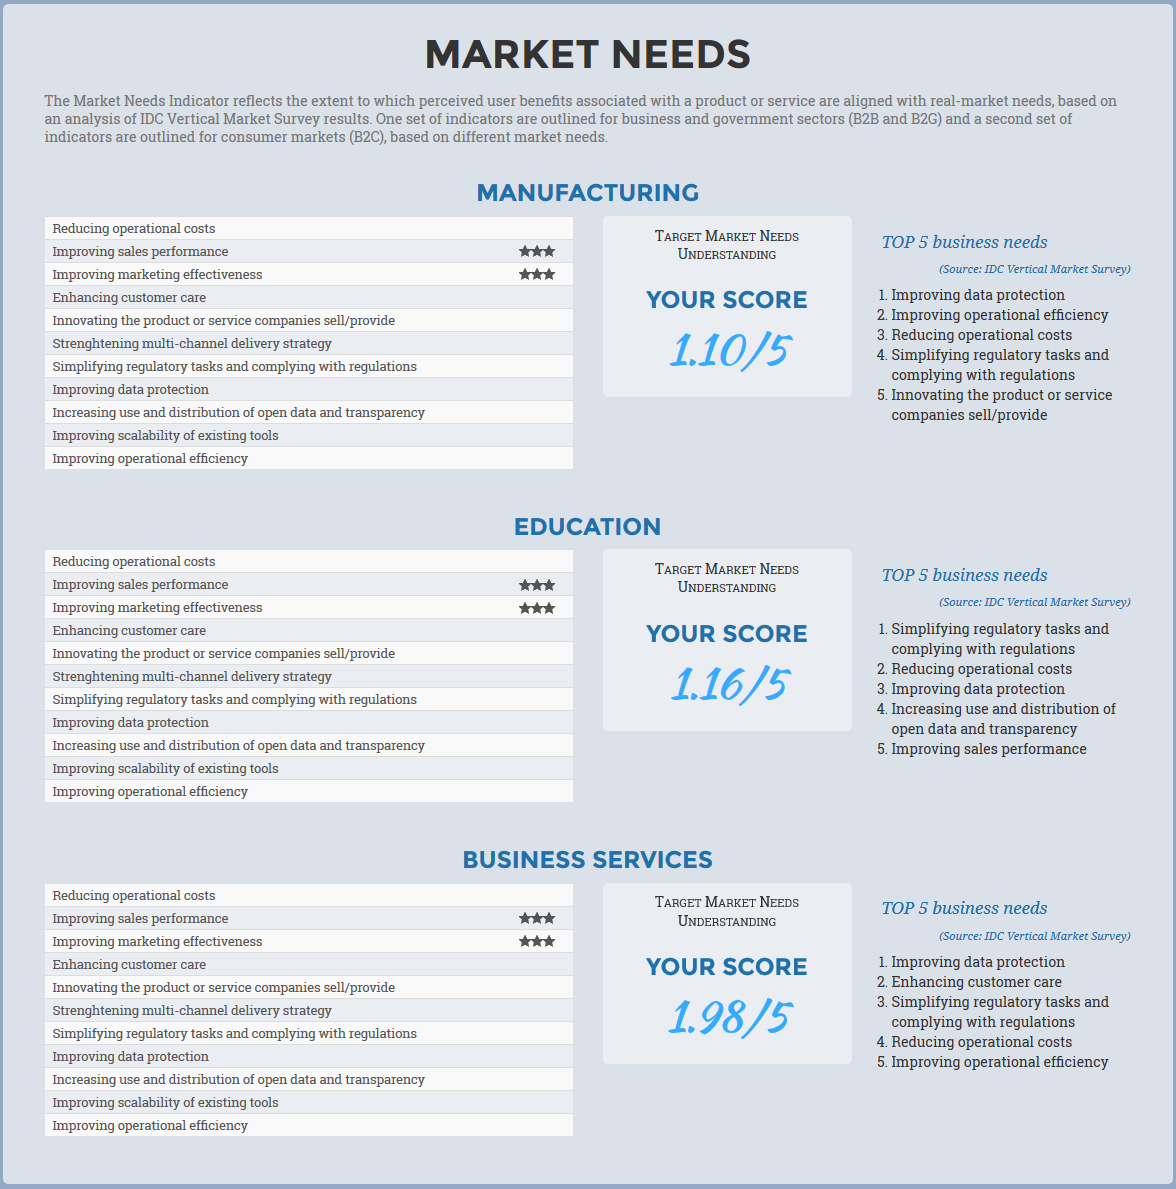 MARKET NEEDS
The Market Needs Indicator reflects the extent to which perceived user benefits associated with a product or service are aligned with real-market needs, based on
an analysis of IDC Vertical Market Survey results. One set of indicators are outlined for business and government sectors (B2B and B2G) and a second set of
indicators are outlined for consumer markets (B2C), based on different market needs.
MANUFACTURING
Reducing operational costs
Improving sales performance ★★★
Improving marketing effectiveness ★★★
Enhancing customer care
Innovating the product or service companies sell/provide
Strenghtening multi-channel delivery strategy
Simplifying regulatory tasks and complying with regulations
Improving data protection
Increasing use and distribution of open data and transparency
Improving scalability of existing tools
Improving operational efficiency
Target Market Needs
Understanding
YOUR SCORE
1.10/5
TOP 5 business needs
(Source: IDC Vertical Market Survey)
1. Improving data protection
2. Improving operational efficiency
3. Reducing operational costs
4. Simplifying regulatory tasks and
complying with regulations
5. Innovating the product or service
companies sell/provide
EDUCATION
Reducing operational costs
Improving sales performance ★★★
Improving marketing effectiveness ★★★
Enhancing customer care
Innovating the product or service companies sell/provide
Strenghtening multi-channel delivery strategy
Simplifying regulatory tasks and complying with regulations
Improving data protection
Increasing use and distribution of open data and transparency
Improving scalability of existing tools
Improving operational efficiency
Target Market Needs
Understanding
YOUR SCORE
1.16/5
TOP 5 business needs
(Source: IDC Vertical Market Survey)
1. Simplifying regulatory tasks and
complying with regulations
2. Reducing operational costs
3. Improving data protection
4. Increasing use and distribution of
open data and transparency
5. Improving sales performance
BUSINESS SERVICES
Reducing operational costs
Improving sales performance ★★★
Improving marketing effectiveness ★★★
Enhancing customer care
Innovating the product or service companies sell/provide
Strenghtening multi-channel delivery strategy
Simplifying regulatory tasks and complying with regulations
Improving data protection
Increasing use and distribution of open data and transparency
Improving scalability of existing tools
Improving operational efficiency
Target Market Needs
Understanding
YOUR SCORE
1.98/5
TOP 5 business needs
(Source: IDC Vertical Market Survey)
1. Improving data protection
2. Enhancing customer care
3. Simplifying regulatory tasks and
complying with regulations
4. Reducing operational costs
5. Improving operational efficiency